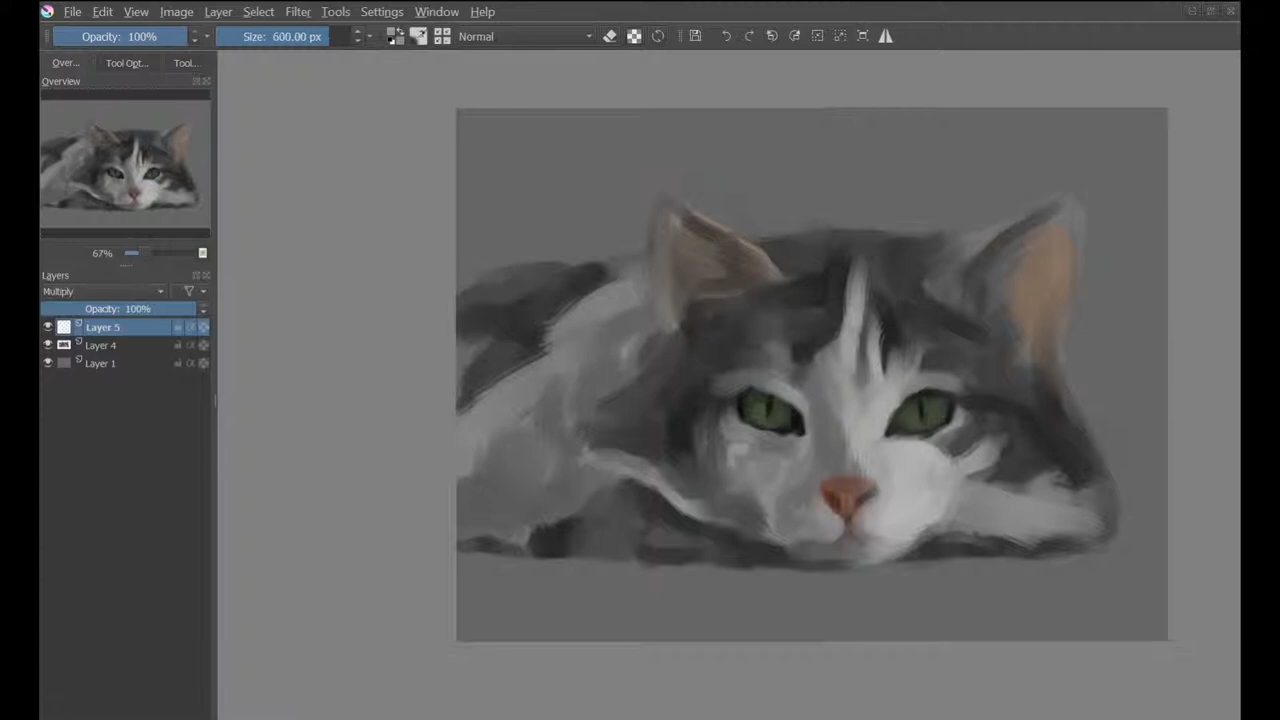 File Edit View Image Layer Select Filter Tools Settings Window Help
Opacity: 100% Size: 600.00 px Normal
Over... Tool Opt... Tool...
Overview
67%
Layers
Multiply
Opacity: 100%
Layer 5
Layer 4
Layer 1